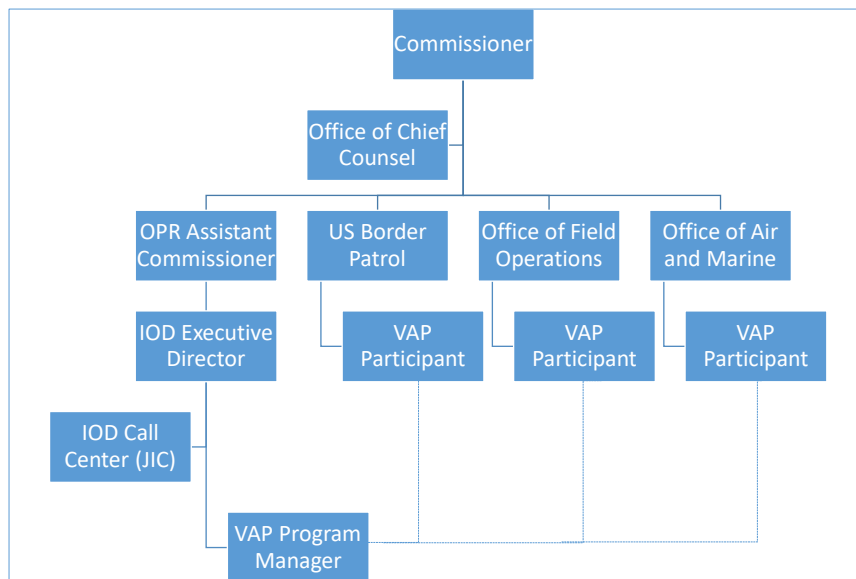 Commissioner
Office of Chief
Counsel
OPR Assistant
Commissioner
US Border
Patrol
Office of Field
Operations
Office of Air
and Marine
IOD Executive
Director
VAP
Participant
VAP
Participant
VAP
Participant
IOD Call
Center (JIC)
VAP Program
Manager